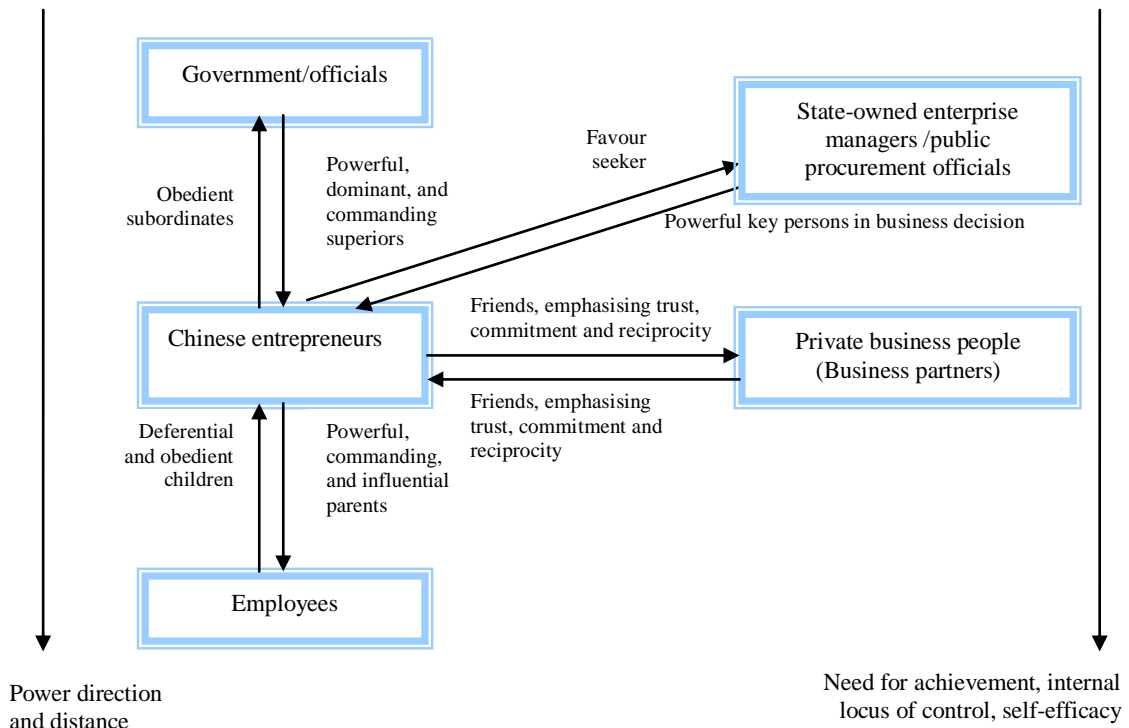 Government/officials
State-owned enterprise
managers /public
procurement officials
Favour
seeker
Obedient
subordinates
Powerful,
dominant, and
commanding
superiors
Powerful key persons in business decision
Chinese entrepreneurs
Friends, emphasising trust,
commitment and reciprocity
Private business people
(Business partners)
Friends, emphasising
trust, commitment and
reciprocity
Deferential
and obedient
children
Powerful,
commanding,
and influential
parents
Employees
Power direction
and distance
Need for achievement, internal
locus of control, self-efficacy